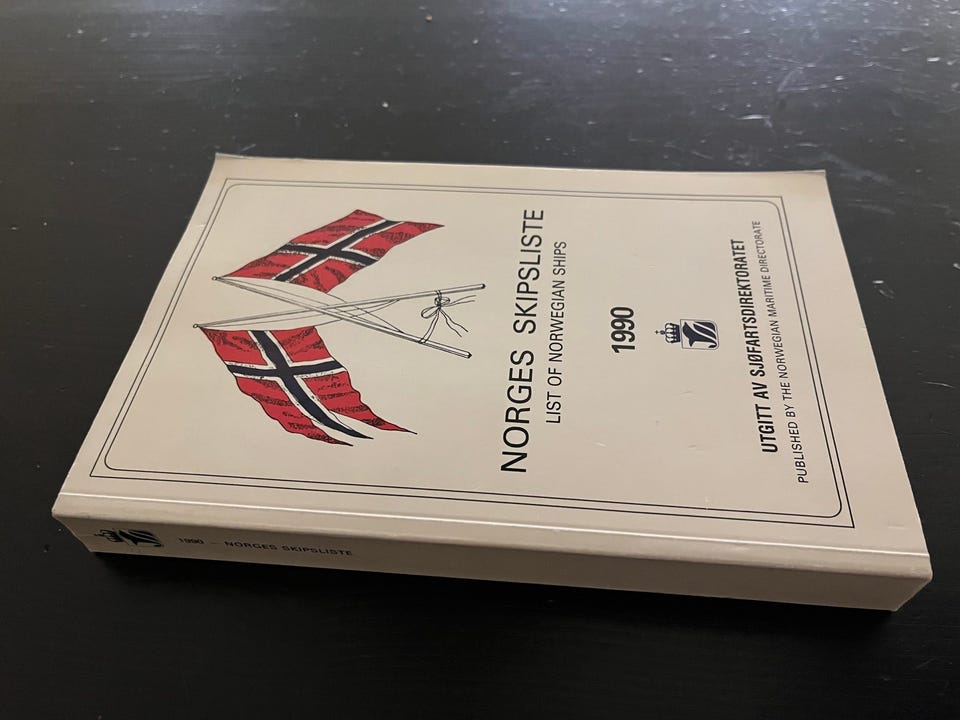 NORGES SKIPSLISTE
LIST OF NORWEGIAN SHIPS
1990
UTGITT AV SJØFARTSDIREKTORATET
PUBLISHED BY THE NORWEGIAN MARITIME DIRECTORATE
1990 – NORGES SKIPSLISTE